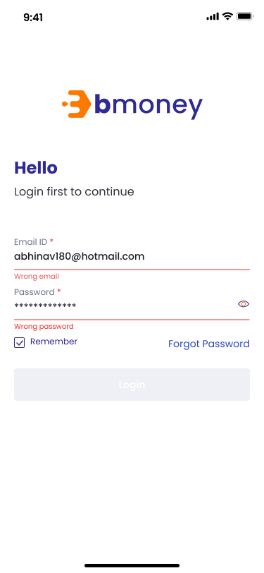 9:41
bmoney
Hello
Login first to continue
Email ID *
abhinav180@hotmail.com
Wrong email
Password *
*************
Wrong password
Remember
Forgot Password
Login